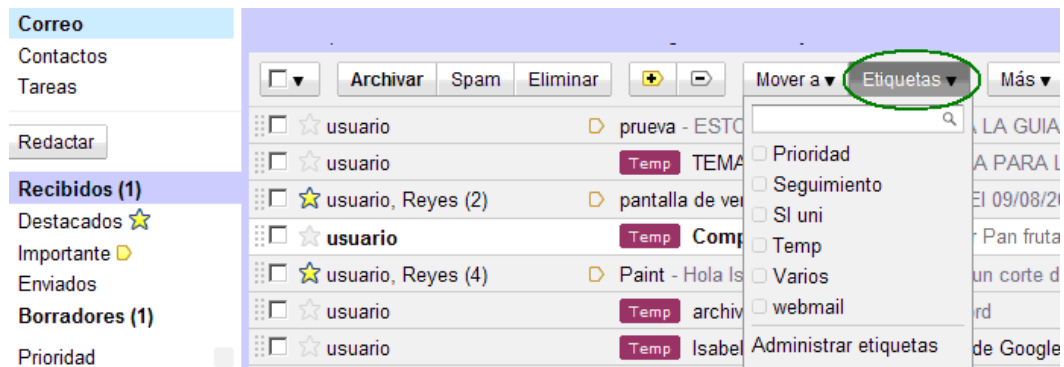 Correo
Contactos
Tareas
Redactar
Recibidos (1)
Destacados
Importante
Enviados
Borradores (1)
Prioridad
Archivar Spam Eliminar Mover a Etiquetas Más
usuario prueva - ESTO A LA GUIA
usuario Temp TEMA A PARA L
usuario, Reyes (2) pantalla de ver El 09/08/20
usuario Temp Comp r Pan fruta
usuario, Reyes (4) Paint - Hola Is un corte d
usuario Temp archiv rd
usuario Temp Isabel de Google
Prioridad
Seguimiento
SI uni
Temp
Varios
webmail
Administrar etiquetas